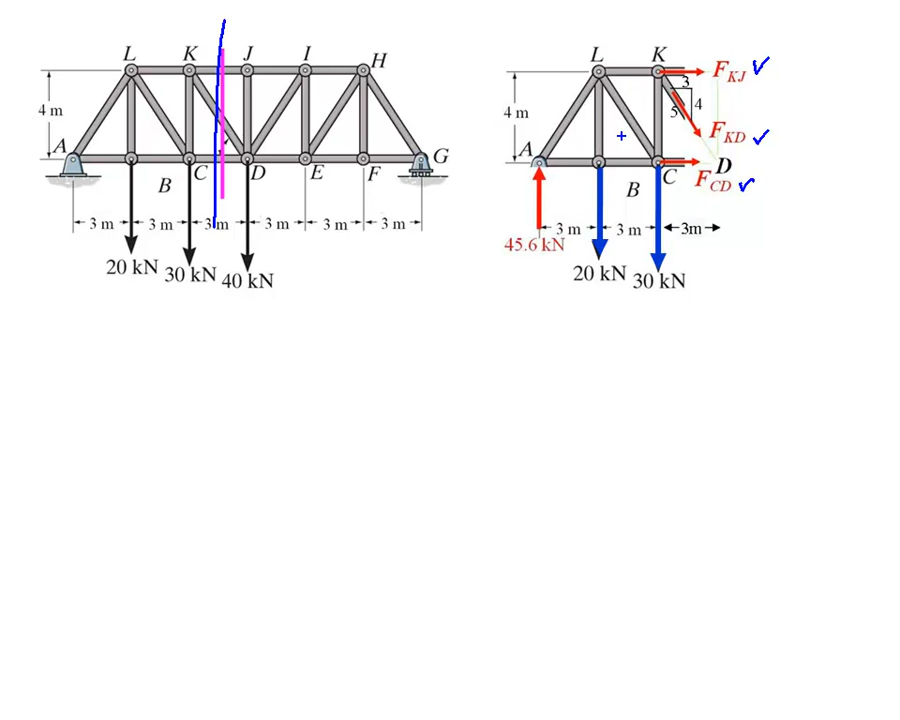 L K J I H
4 m
A G
B C D E F
3 m 3 m 3 m 3 m 3 m 3 m
20 kN 30 kN 40 kN
L K F_KJ
3
4
5
4 m
F_KD
A D
B C F_CD
3 m 3 m 3m
45.6 kN
20 kN 30 kN